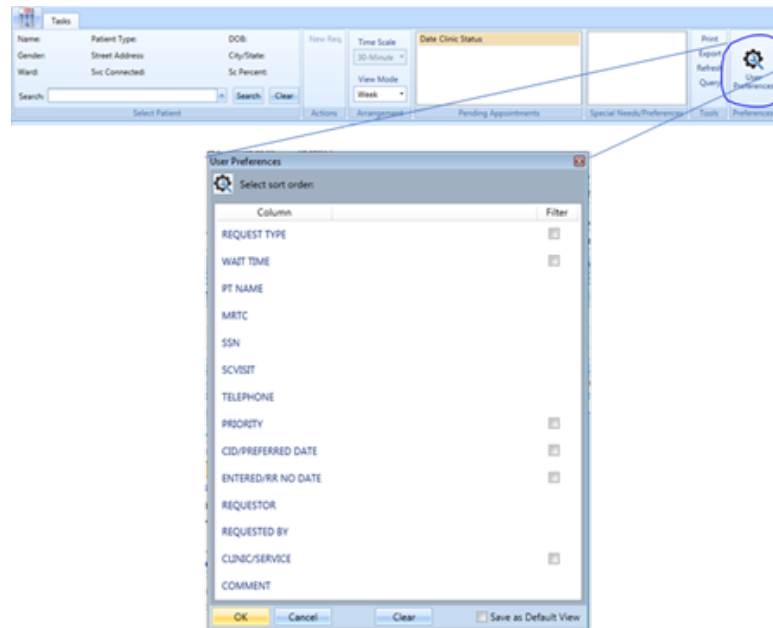 Tasks
Name: Patient Type: DOB: New Req. Time Scale Date Clinic Status Print
Gender: Street Address: City/State: 30-Minute Export
Ward: Svc Connected: Sc Percent: View Mode Refresh
Search: Search Clear Week Query User Preferences
Select Patient Actions Arrangement Pending Appointments Special Needs/Preferences Tools Preferences
User Preferences
Select sort order:
Column Filter
REQUEST TYPE
WAIT TIME
PT NAME
MRTC
SSN
SCVISIT
TELEPHONE
PRIORITY
CID/PREFERRED DATE
ENTERED/RR NO DATE
REQUESTOR
REQUESTED BY
CLINIC/SERVICE
COMMENT
OK Cancel Clear Save as Default View